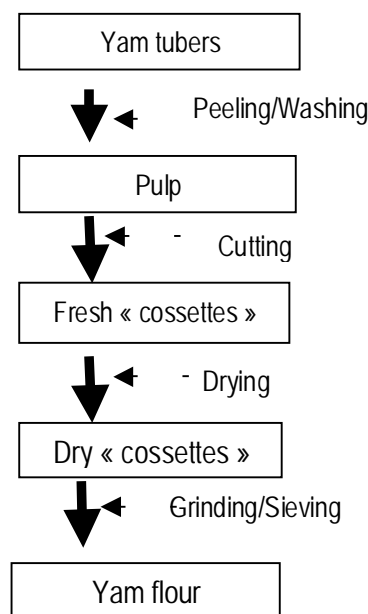 Yam tubers
Peeling/Washing
Pulp
Cutting
Fresh « cossettes »
Drying
Dry « cossettes »
Grinding/Sieving
Yam flour